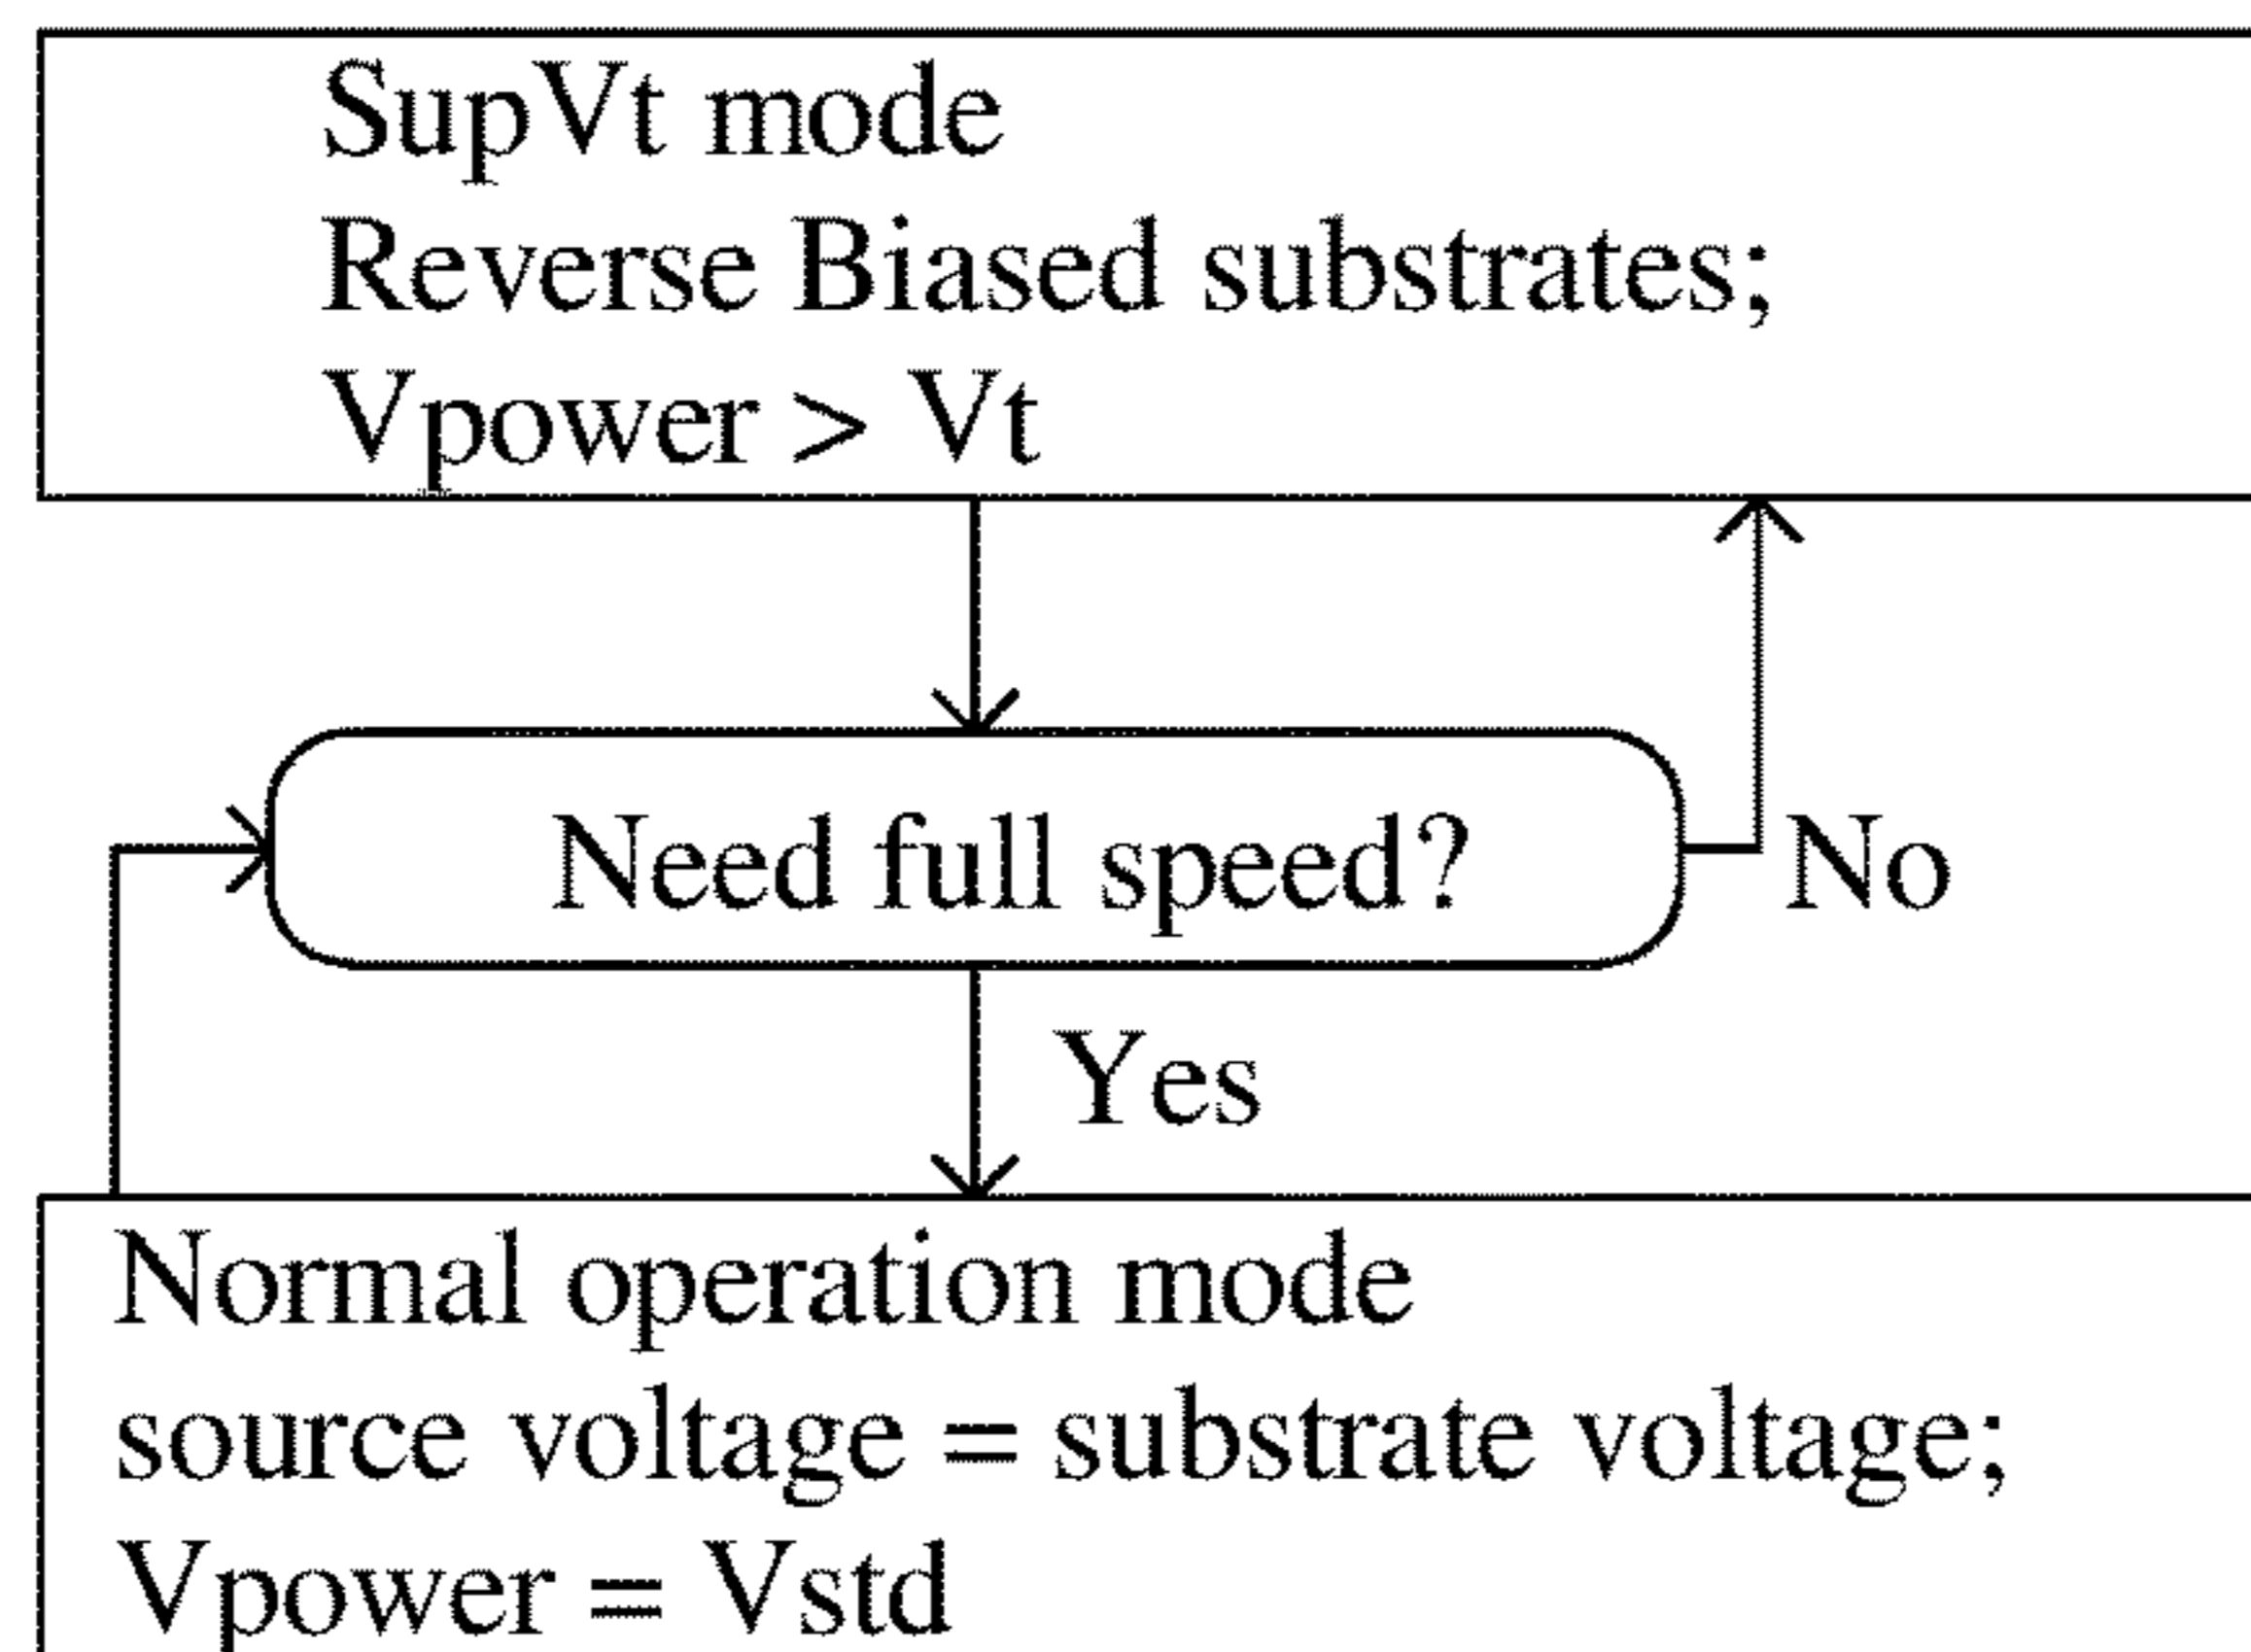 SupVt mode
Reverse Biased substrates;
Vpower > Vt
Need full speed?
No
Yes
Normal operation mode
source voltage = substrate voltage;
Vpower = Vstd